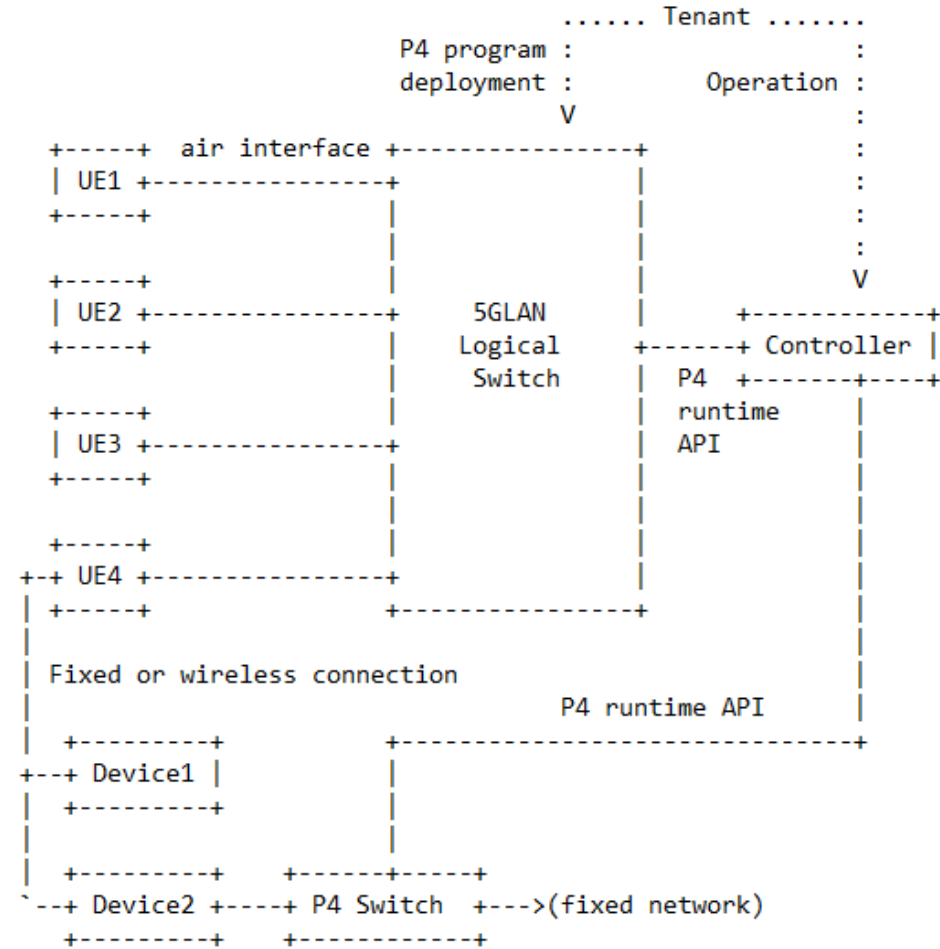 ...... Tenant .......
P4 program :
deployment : Operation :
V
air interface
UE1
UE2 5GLAN
V
Logical Controller
Switch P4
runtime
UE3 API
UE4
Fixed or wireless connection
P4 runtime API
Device1
Device2 P4 Switch --->(fixed network)